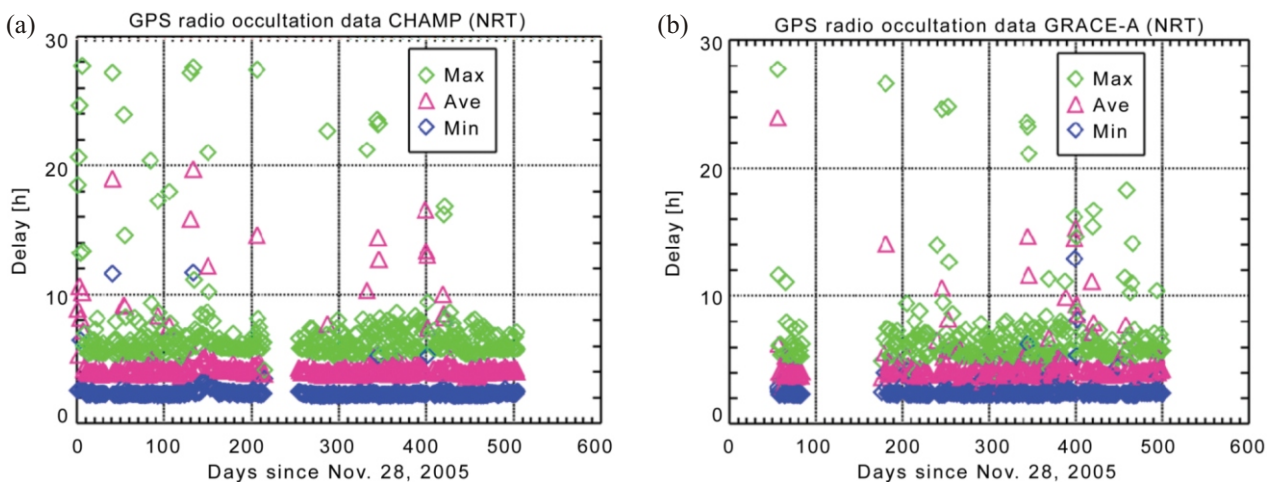 (a)
GPS radio occultation data CHAMP (NRT)
30
20
10
0
Delay [h]
Max
Ave
Min
0 100 200 300 400 500 600
Days since Nov. 28, 2005
(b)
GPS radio occultation data GRACE-A (NRT)
30
20
10
0
Delay [h]
Max
Ave
Min
0 100 200 300 400 500 600
Days since Nov. 28, 2005